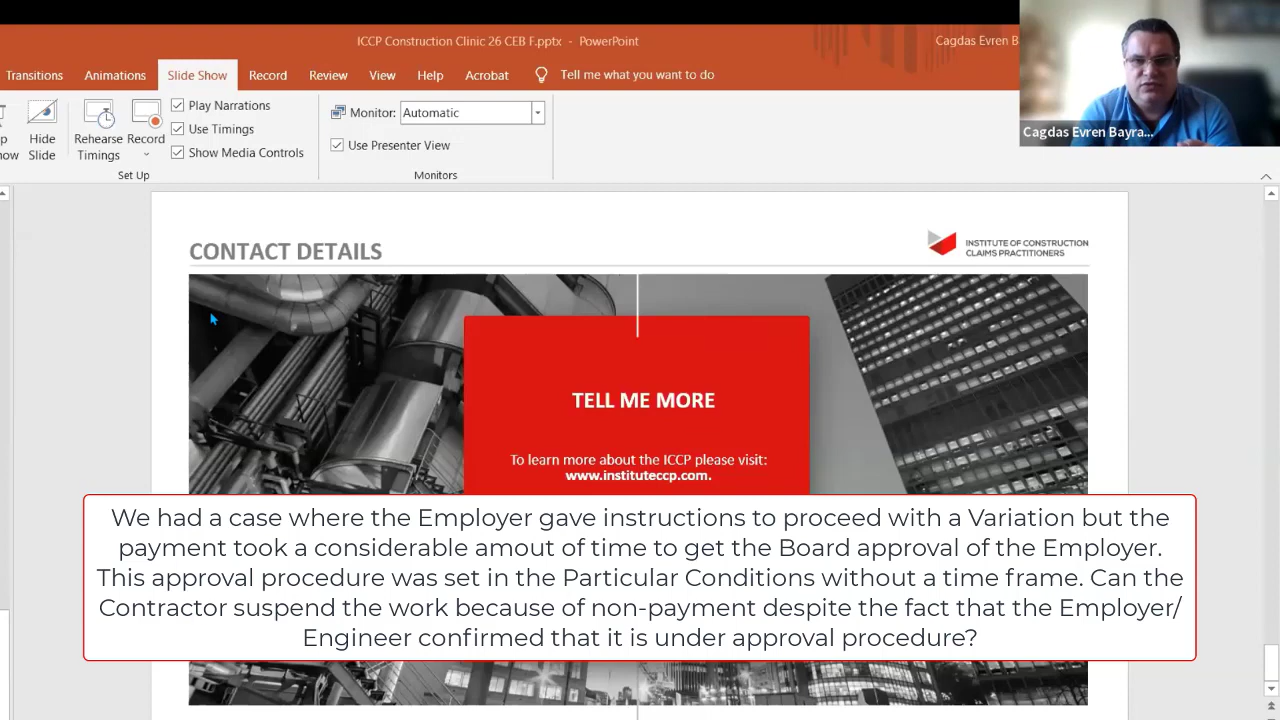 ICCP Construction Clinic 26 CEB F.pptx - PowerPoint
Cagdas Evren B
Transitions Animations Slide Show Record Review View Help Acrobat Tell me what you want to do
Hide Slide
Rehearse Timings
Record
Play Narrations
Use Timings
Show Media Controls
Set Up
Monitor: Automatic
Use Presenter View
Monitors
Cagdas Evren Bayra...
CONTACT DETAILS
INSTITUTE OF CONSTRUCTION
CLAIMS PRACTITIONERS
TELL ME MORE
To learn more about the ICCP please visit:
www.instituteccp.com.
We had a case where the Employer gave instructions to proceed with a Variation but the
payment took a considerable amout of time to get the Board approval of the Employer.
This approval procedure was set in the Particular Conditions without a time frame. Can the
Contractor suspend the work because of non-payment despite the fact that the Employer/
Engineer confirmed that it is under approval procedure?